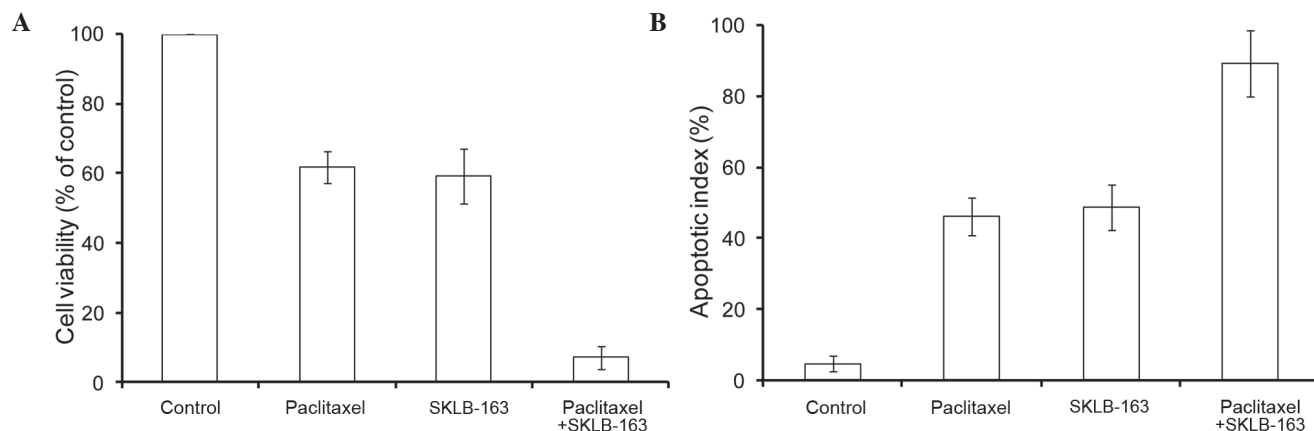 A
Cell viability (% of control)
100
80
60
40
20
0
Control
Paclitaxel
SKLB-163
Paclitaxel
+SKLB-163
B
Apoptotic index (%)
100
80
60
40
20
0
Control
Paclitaxel
SKLB-163
Paclitaxel
+SKLB-163